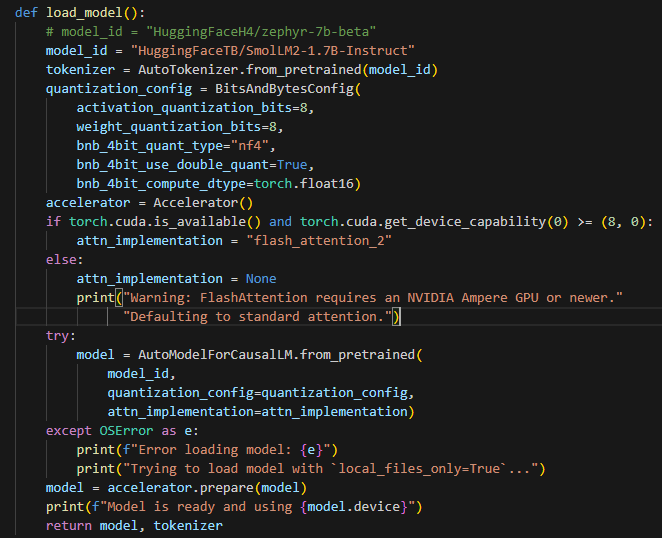 def load_model():
    # model_id = "HuggingFaceH4/zephyr-7b-beta"
    model_id = "HuggingFaceTB/SmolLM2-1.7B-Instruct"
    tokenizer = AutoTokenizer.from_pretrained(model_id)
    quantization_config = BitsAndBytesConfig(
        activation_quantization_bits=8,
        weight_quantization_bits=8,
        bnb_4bit_quant_type="nf4",
        bnb_4bit_use_double_quant=True,
        bnb_4bit_compute_dtype=torch.float16)
    accelerator = Accelerator()
    if torch.cuda.is_available() and torch.cuda.get_device_capability(0) >= (8, 0):
        attn_implementation = "flash_attention_2"
    else:
        attn_implementation = None
        print("Warning: FlashAttention requires an NVIDIA Ampere GPU or newer."
              "Defaulting to standard attention.")
    try:
        model = AutoModelForCausalLM.from_pretrained(
            model_id,
            quantization_config=quantization_config,
            attn_implementation=attn_implementation)
    except OSError as e:
        print(f"Error loading model: {e}")
        print("Trying to load model with `local_files_only=True`...")
    model = accelerator.prepare(model)
    print(f"Model is ready and using {model.device}")
    return model, tokenizer